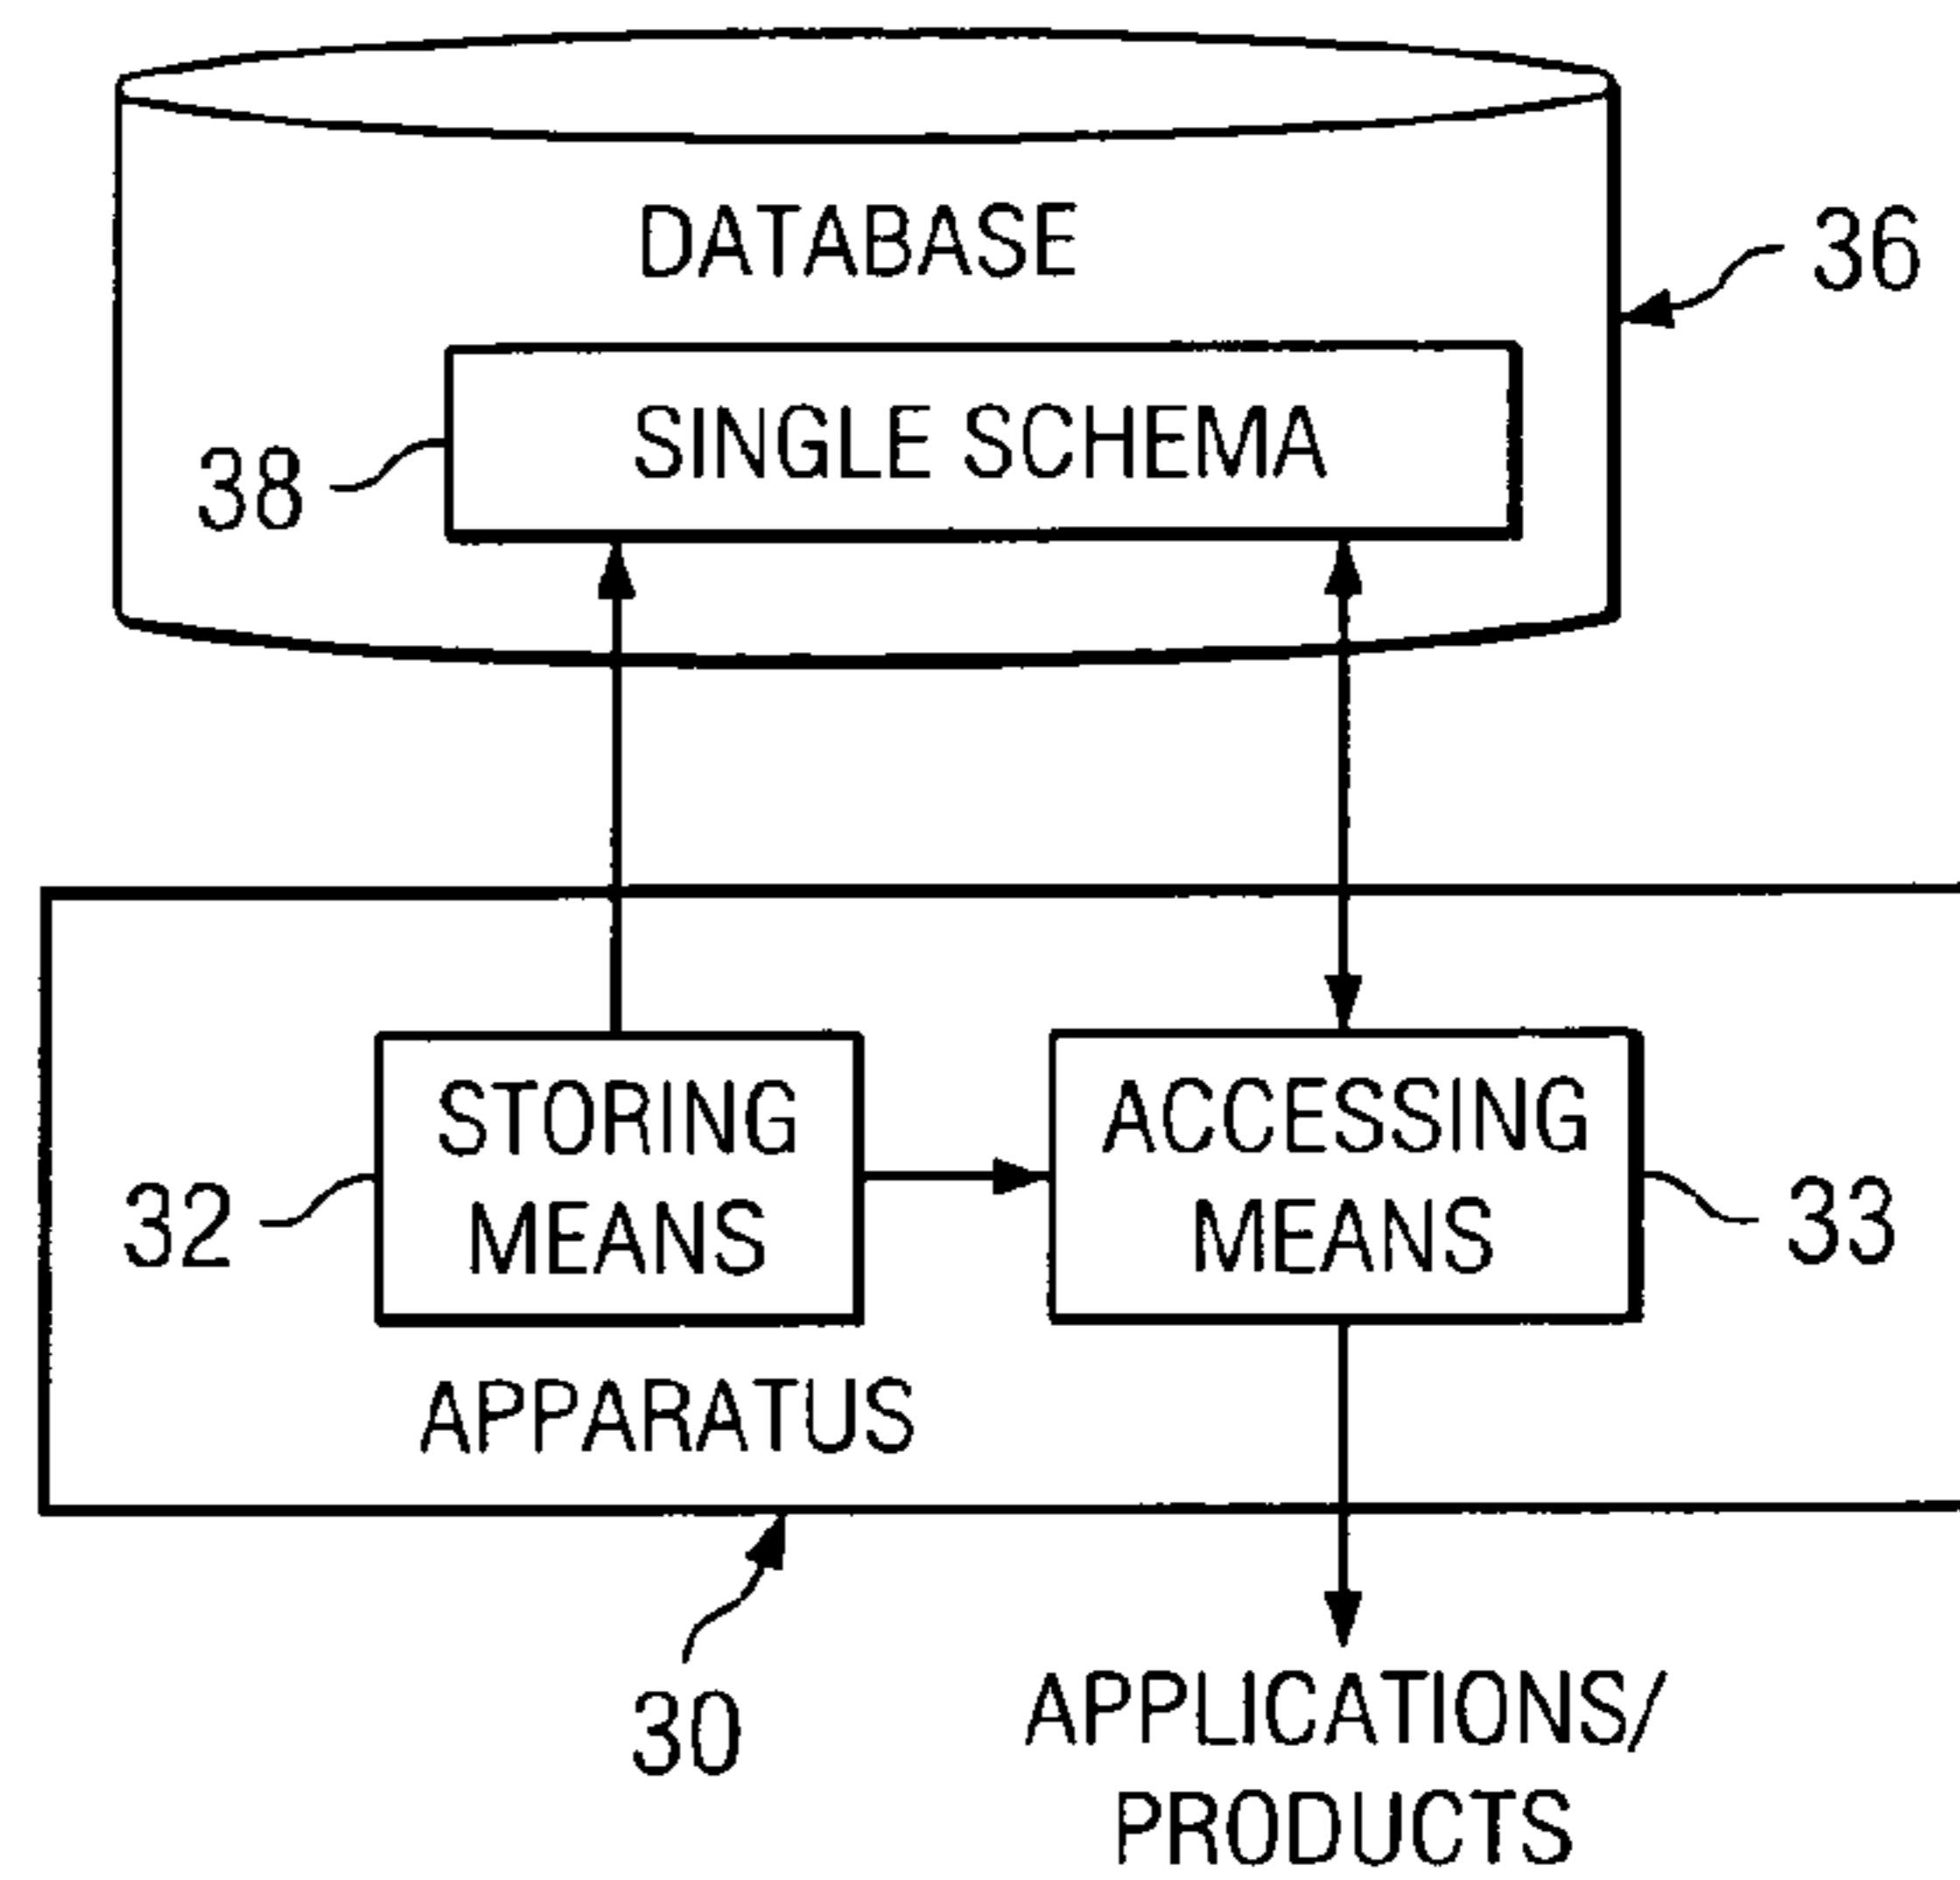 DATABASE
36
SINGLE SCHEMA
38
STORING
MEANS
ACCESSING
MEANS
32
33
APPARATUS
30
APPLICATIONS/
PRODUCTS